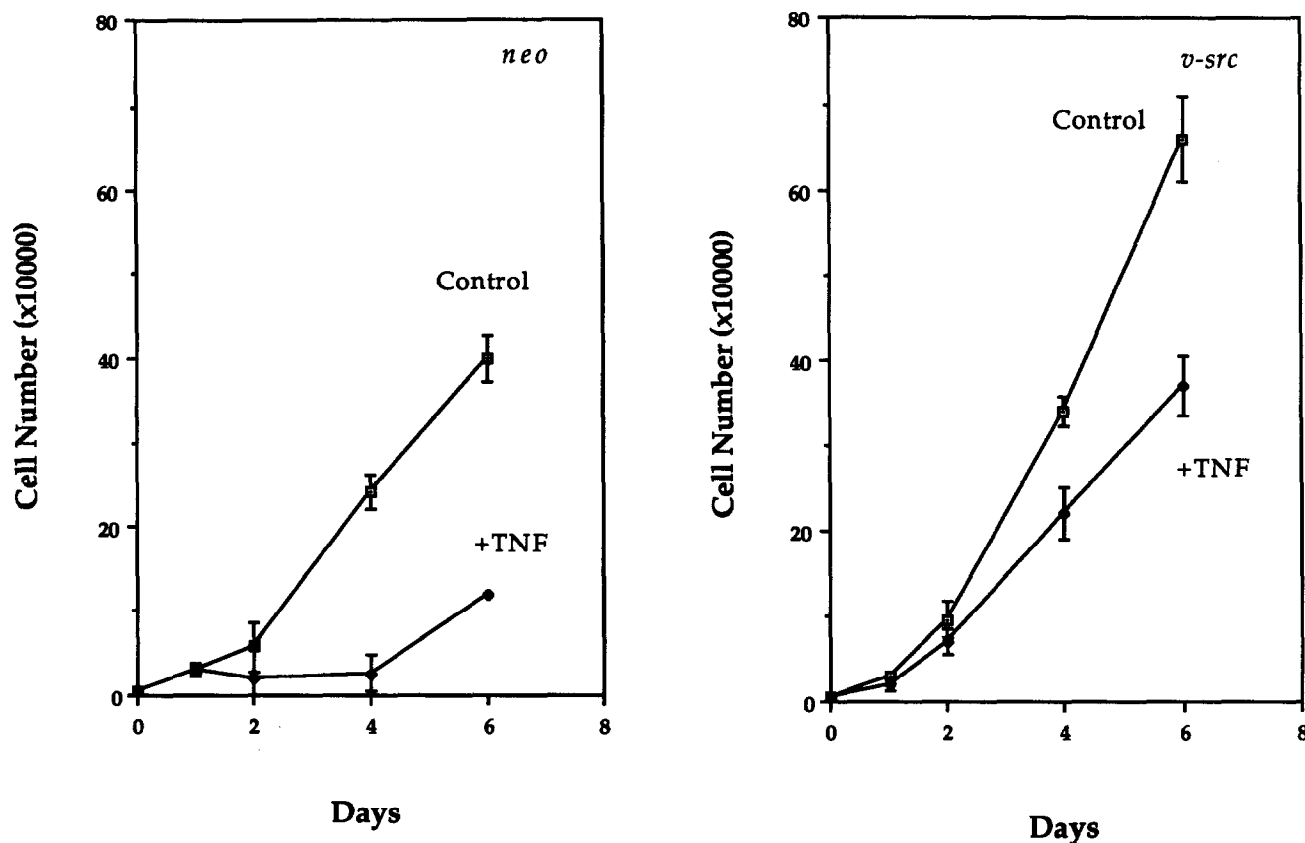 neo
Control
+TNF
Cell Number (x10000)
80
60
40
20
0
0 2 4 6 8
Days
v-src
Control
+TNF
Cell Number (x10000)
80
60
40
20
0
0 2 4 6 8
Days